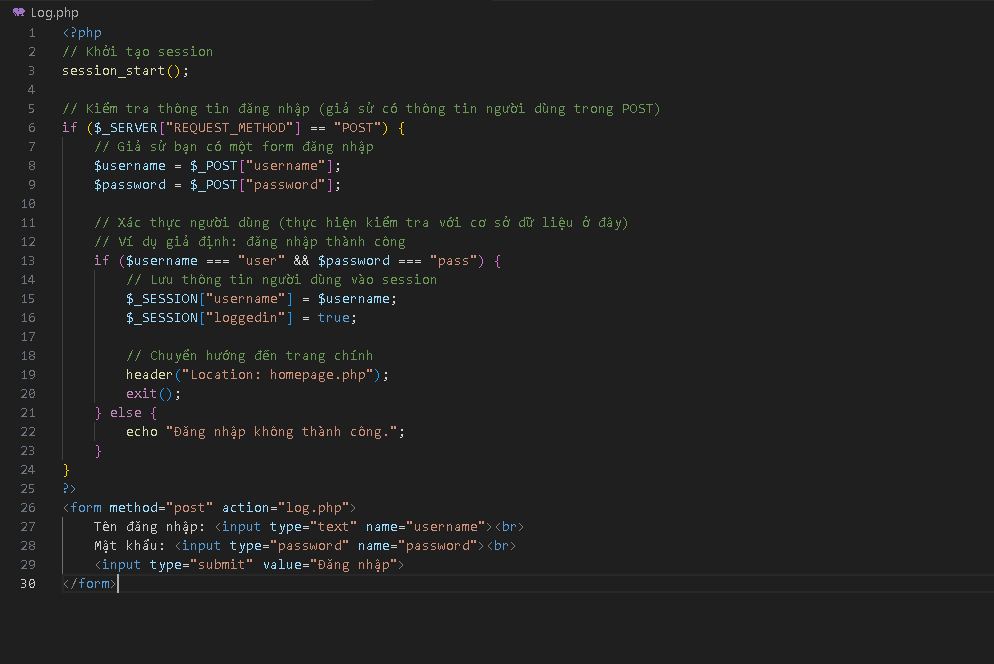 Log.php
1 <?php
2 // Khởi tạo session
3 session_start();
4
5 // Kiểm tra thông tin đăng nhập (giả sử có thông tin người dùng trong POST)
6 if ($_SERVER["REQUEST_METHOD"] == "POST") {
7 // Giả sử bạn có một form đăng nhập
8 $username = $_POST["username"];
9 $password = $_POST["password"];
10
11 // Xác thực người dùng (thực hiện kiểm tra với cơ sở dữ liệu ở đây)
12 // Ví dụ giả định: đăng nhập thành công
13 if ($username === "user" && $password === "pass") {
14 // Lưu thông tin người dùng vào session
15 $_SESSION["username"] = $username;
16 $_SESSION["loggedin"] = true;
17
18 // Chuyển hướng đến trang chính
19 header("Location: homepage.php");
20 exit();
21 } else {
22 echo "Đăng nhập không thành công.";
23 }
24 }
25 ?>
26 <form method="post" action="log.php">
27 Tên đăng nhập: <input type="text" name="username"><br>
28 Mật khẩu: <input type="password" name="password"><br>
29 <input type="submit" value="Đăng nhập">
30 </form>